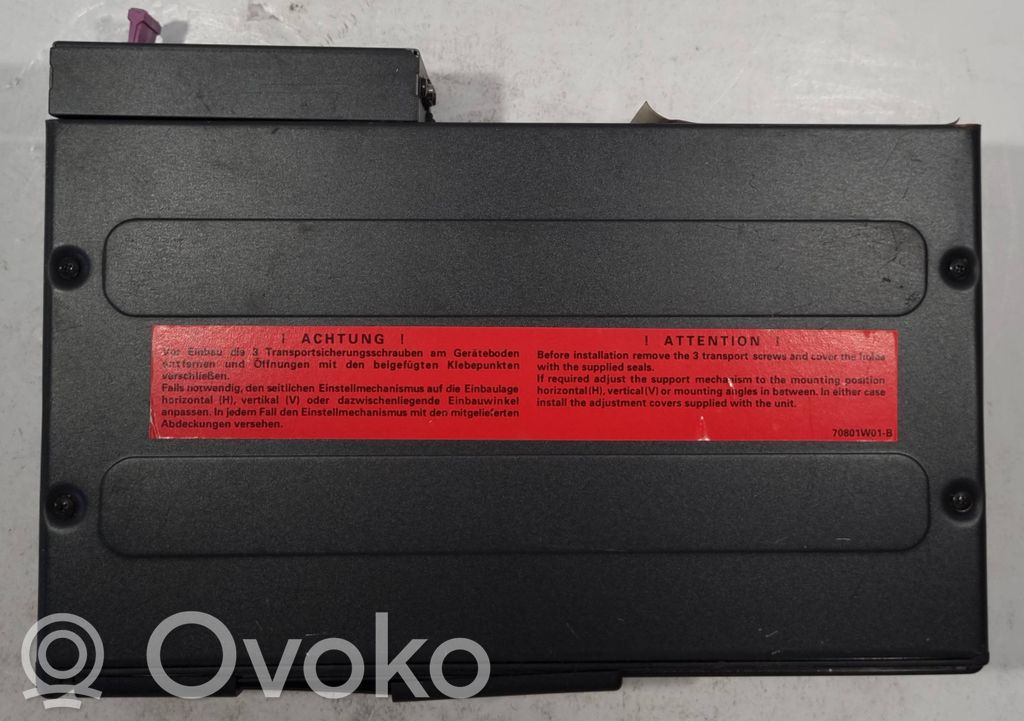 ! ACHTUNG !
Vor Einbau die 3 Transportsicherungsschrauben am Geräteboden
entfernen und Öffnungen mit den beigefügten Klebepunkten
verschließen.
Falls notwendig, den seitlichen Einstellmechanismus auf die Einbaulage
horizontal (H), vertikal (V) oder dazwischenliegende Einbauwinkel
anpassen. In jedem Fall den Einstellmechanismus mit den mitgelieferten
Abdeckungen versehen.
! ATTENTION !
Before installation remove the 3 transport screws and cover the holes
with the supplied seals.
If required adjust the support mechanism to the mounting position
horizontal(H), vertical(V) or mounting angles in between. In either case
install the adjustment covers supplied with the unit.
70801W01-B
Ovoko